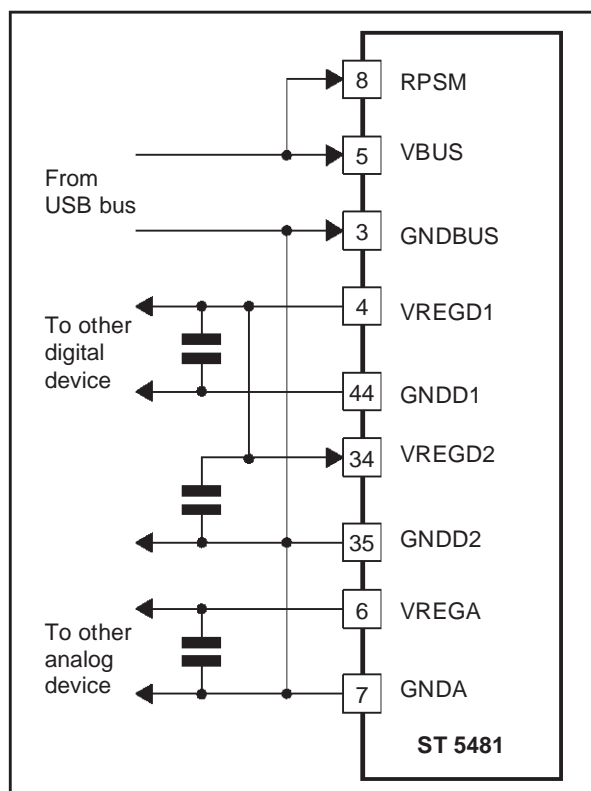 8 RPSM
5 VBUS
From
USB bus
3 GNDBUS
4 VREGD1
To other
digital
device
44 GNDD1
34 VREGD2
35 GNDD2
6 VREGA
To other
analog
device
7 GNDA
ST 5481